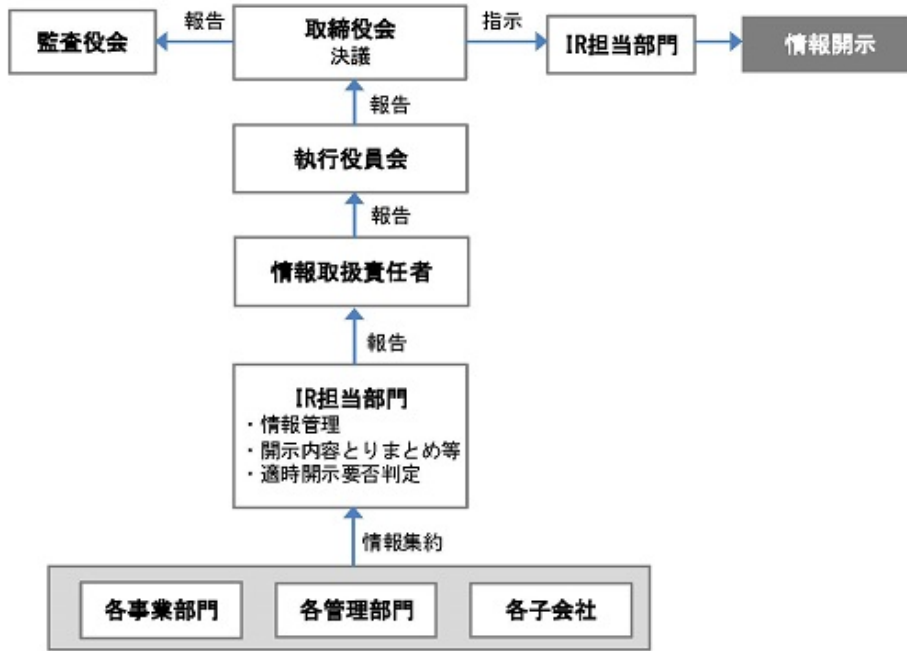 報告
取締役会
指示
監査役会
決議
IR担当部門
情報開示
報告
執行役員会
報告
情報取扱責任者
報告
IR担当部門
・情報管理
・開示内容とりまとめ等
・適時開示要否判定
情報集約
各事業部門
各管理部門
各子会社